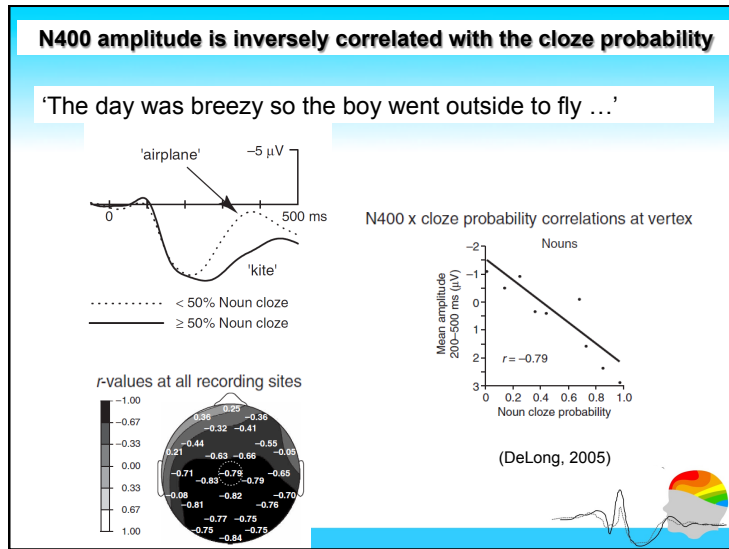 N400 amplitude is inversely correlated with the cloze probability
‘The day was breezy so the boy went outside to fly …’
'airplane'
−5 µV
0
500 ms
'kite'
< 50% Noun cloze
≥ 50% Noun cloze
N400 x cloze probability correlations at vertex
Nouns
Mean amplitude
200–500 ms (µV)
−2
−1
0
1
2
3
r = −0.79
0 0.2 0.4 0.6 0.8 1.0
Noun cloze probability
r-values at all recording sites
−1.00
−0.67
−0.33
0.00
0.33
0.67
1.00
0.25
0.36 −0.36
−0.32 −0.41
−0.44 −0.55
0.21 −0.63 −0.66 −0.05
−0.71 −0.79 −0.65
−0.83 −0.79
−0.08 −0.82 −0.70
−0.81 −0.76
−0.77 −0.75
−0.75 −0.75
−0.84
(DeLong, 2005)